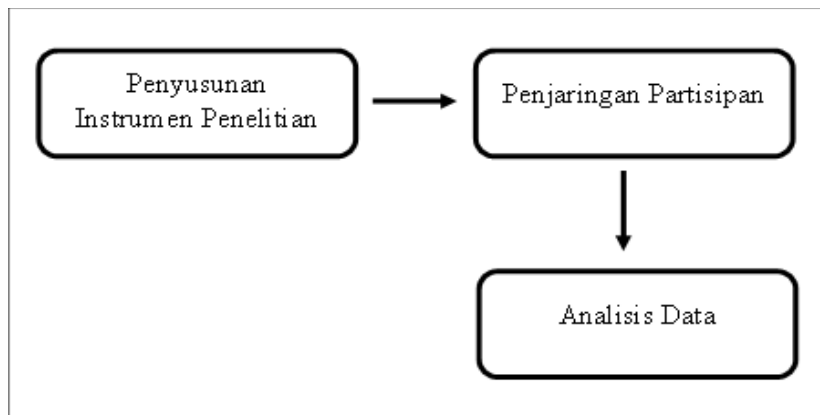 Penyusunan
Instrumen Penelitian
Penjaringan Partisipan
Analisis Data